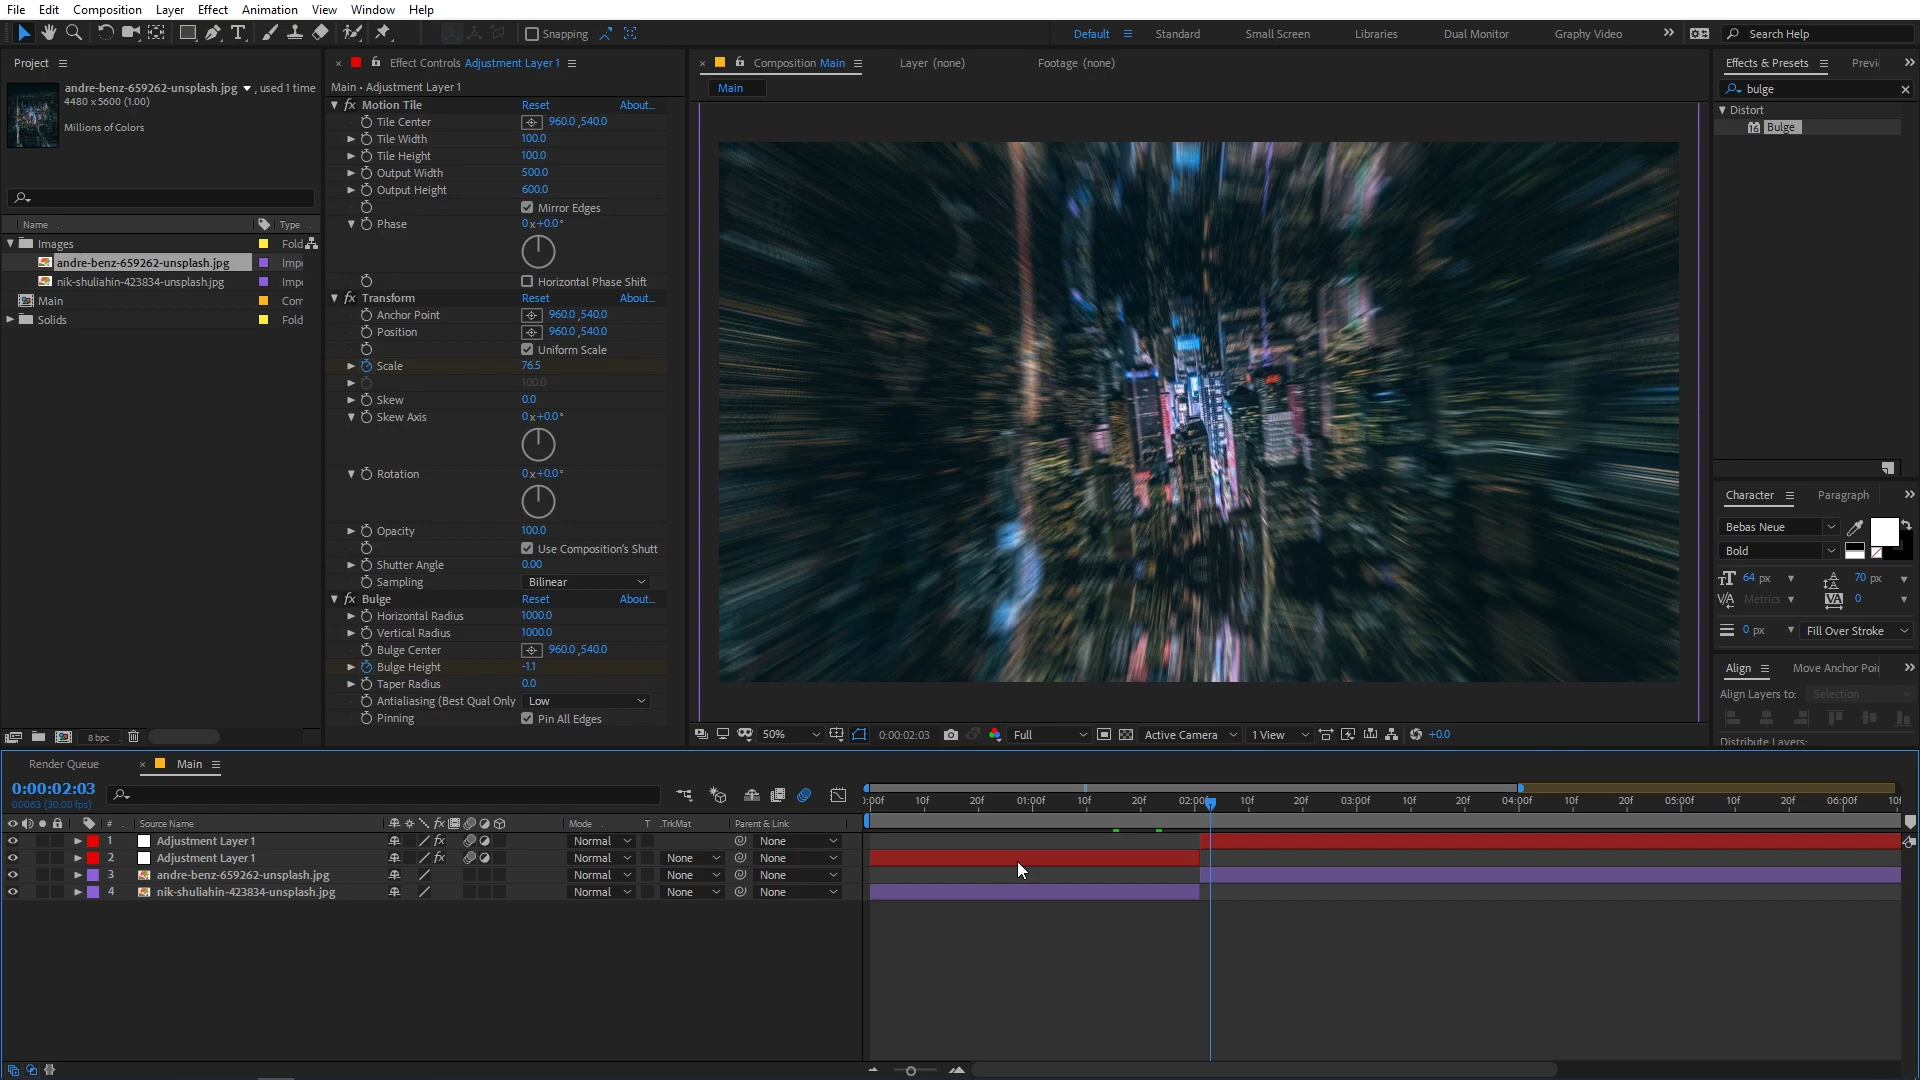 File Edit Composition Layer Effect Animation View Window Help
Snapping
Default Standard Small Screen Libraries Dual Monitor Graphy Video
Search Help
Project
andre-benz-659262-unsplash.jpg , used 1 time
4480 x 5600 (1.00)
Millions of Colors
Name Type
Images Fold
andre-benz-659262-unsplash.jpg Impo
nik-shuliahin-423834-unsplash.jpg Impo
Main Com
Solids Fold
8 bpc
Effect Controls Adjustment Layer 1
Main • Adjustment Layer 1
fx Motion Tile Reset About...
Tile Center 960.0 ,540.0
Tile Width 100.0
Tile Height 100.0
Output Width 500.0
Output Height 600.0
Mirror Edges
Phase 0x+0.0°
Horizontal Phase Shift
fx Transform Reset About...
Anchor Point 960.0 ,540.0
Position 960.0 ,540.0
Uniform Scale
Scale 76.5
100.0
Skew 0.0
Skew Axis 0x+0.0°
Rotation 0x+0.0°
Opacity 100.0
Use Composition's Shutt
Shutter Angle 0.00
Sampling Bilinear
fx Bulge Reset About...
Horizontal Radius 1000.0
Vertical Radius 1000.0
Bulge Center 960.0 ,540.0
Bulge Height -1.1
Taper Radius 0.0
Antialiasing (Best Qual Only Low
Pinning Pin All Edges
Composition Main Layer (none) Footage (none)
Main
50% 0:00:02:03 Full Active Camera 1 View +0.0
Effects & Presets Previ
bulge
Distort
Bulge
Character Paragraph
Bebas Neue
Bold
64 px 70 px
Metrics 0
0 px Fill Over Stroke
Align Move Anchor Poi
Align Layers to: Selection
Distribute Layers:
Render Queue Main
0:00:02:03
00063 (30.00 fps)
# Source Name fx Mode T .TrkMat Parent & Link
1 Adjustment Layer 1 fx Normal None
2 Adjustment Layer 1 fx Normal None None
3 andre-benz-659262-unsplash.jpg Normal None None
4 nik-shuliahin-423834-unsplash.jpg Normal None None
):00f 10f 20f 01:00f 10f 20f 02:00f 10f 20f 03:00f 10f 20f 04:00f 10f 20f 05:00f 10f 20f 06:00f 10